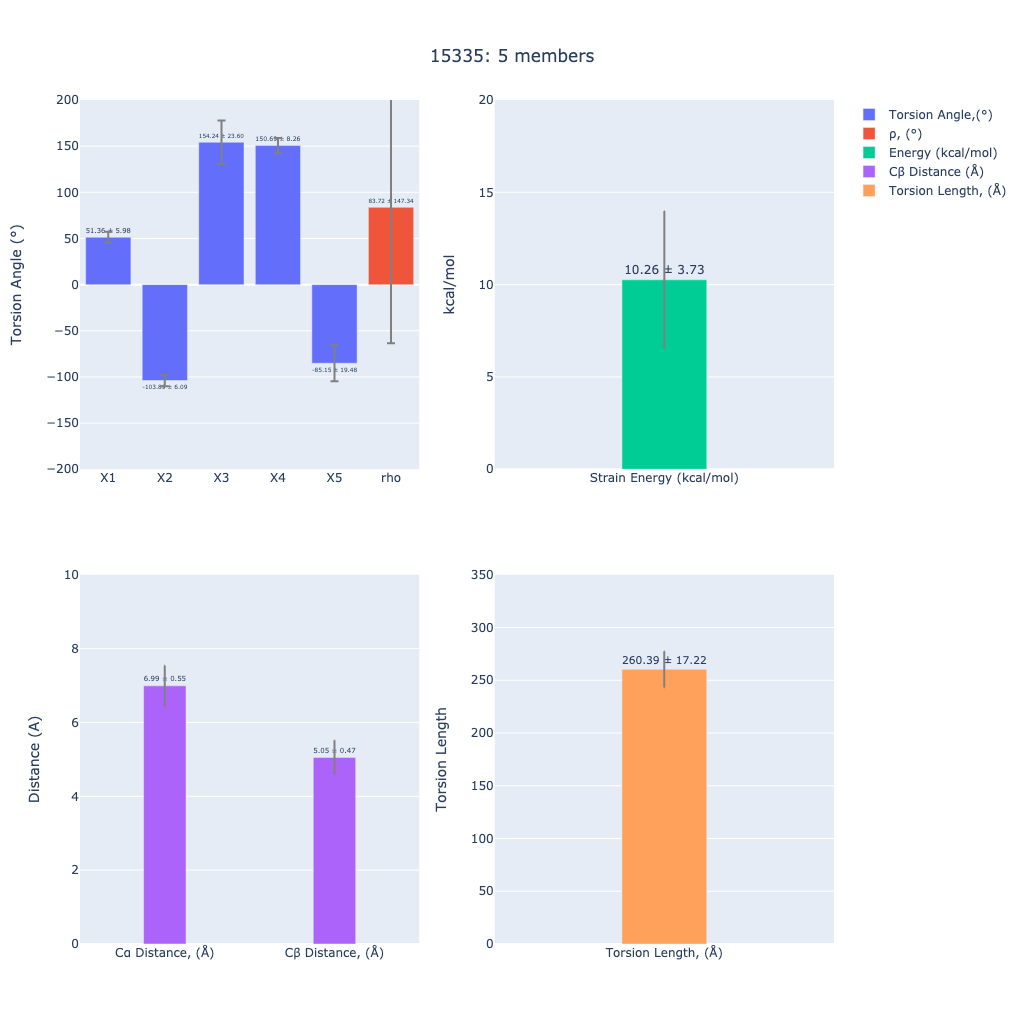 15335: 5 members
Torsion Angle (°)
200
150
100
50
0
−50
−100
−150
−200
51.36 ± 5.98
154.24 ± 23.60
150.69 ± 8.26
-85.15 ± 19.48
83.72 ± 147.34
X1
X2
X3
X4
X5
rho
kcal/mol
20
15
10
5
0
10.26 ± 3.73
Strain Energy (kcal/mol)
Torsion Angle,(°)
ρ, (°)
Energy (kcal/mol)
Cβ Distance (Å)
Torsion Length, (Å)
Distance (A)
10
8
6
4
2
0
6.99 ± 0.55
5.05 ± 0.47
Cα Distance, (Å)
Cβ Distance, (Å)
Torsion Length
350
300
250
200
150
100
50
0
260.39 ± 17.22
Torsion Length, (Å)